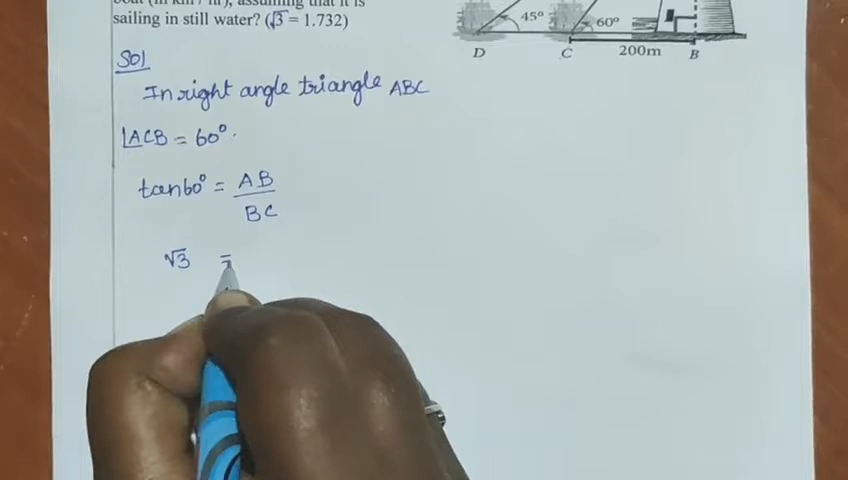 sailing in still water? (√3 = 1.732)
45° 60°
D C 200m B
Sol
In right angle triangle ABC
∠ACB = 60°.
tan60° = AB
BC
√3 =